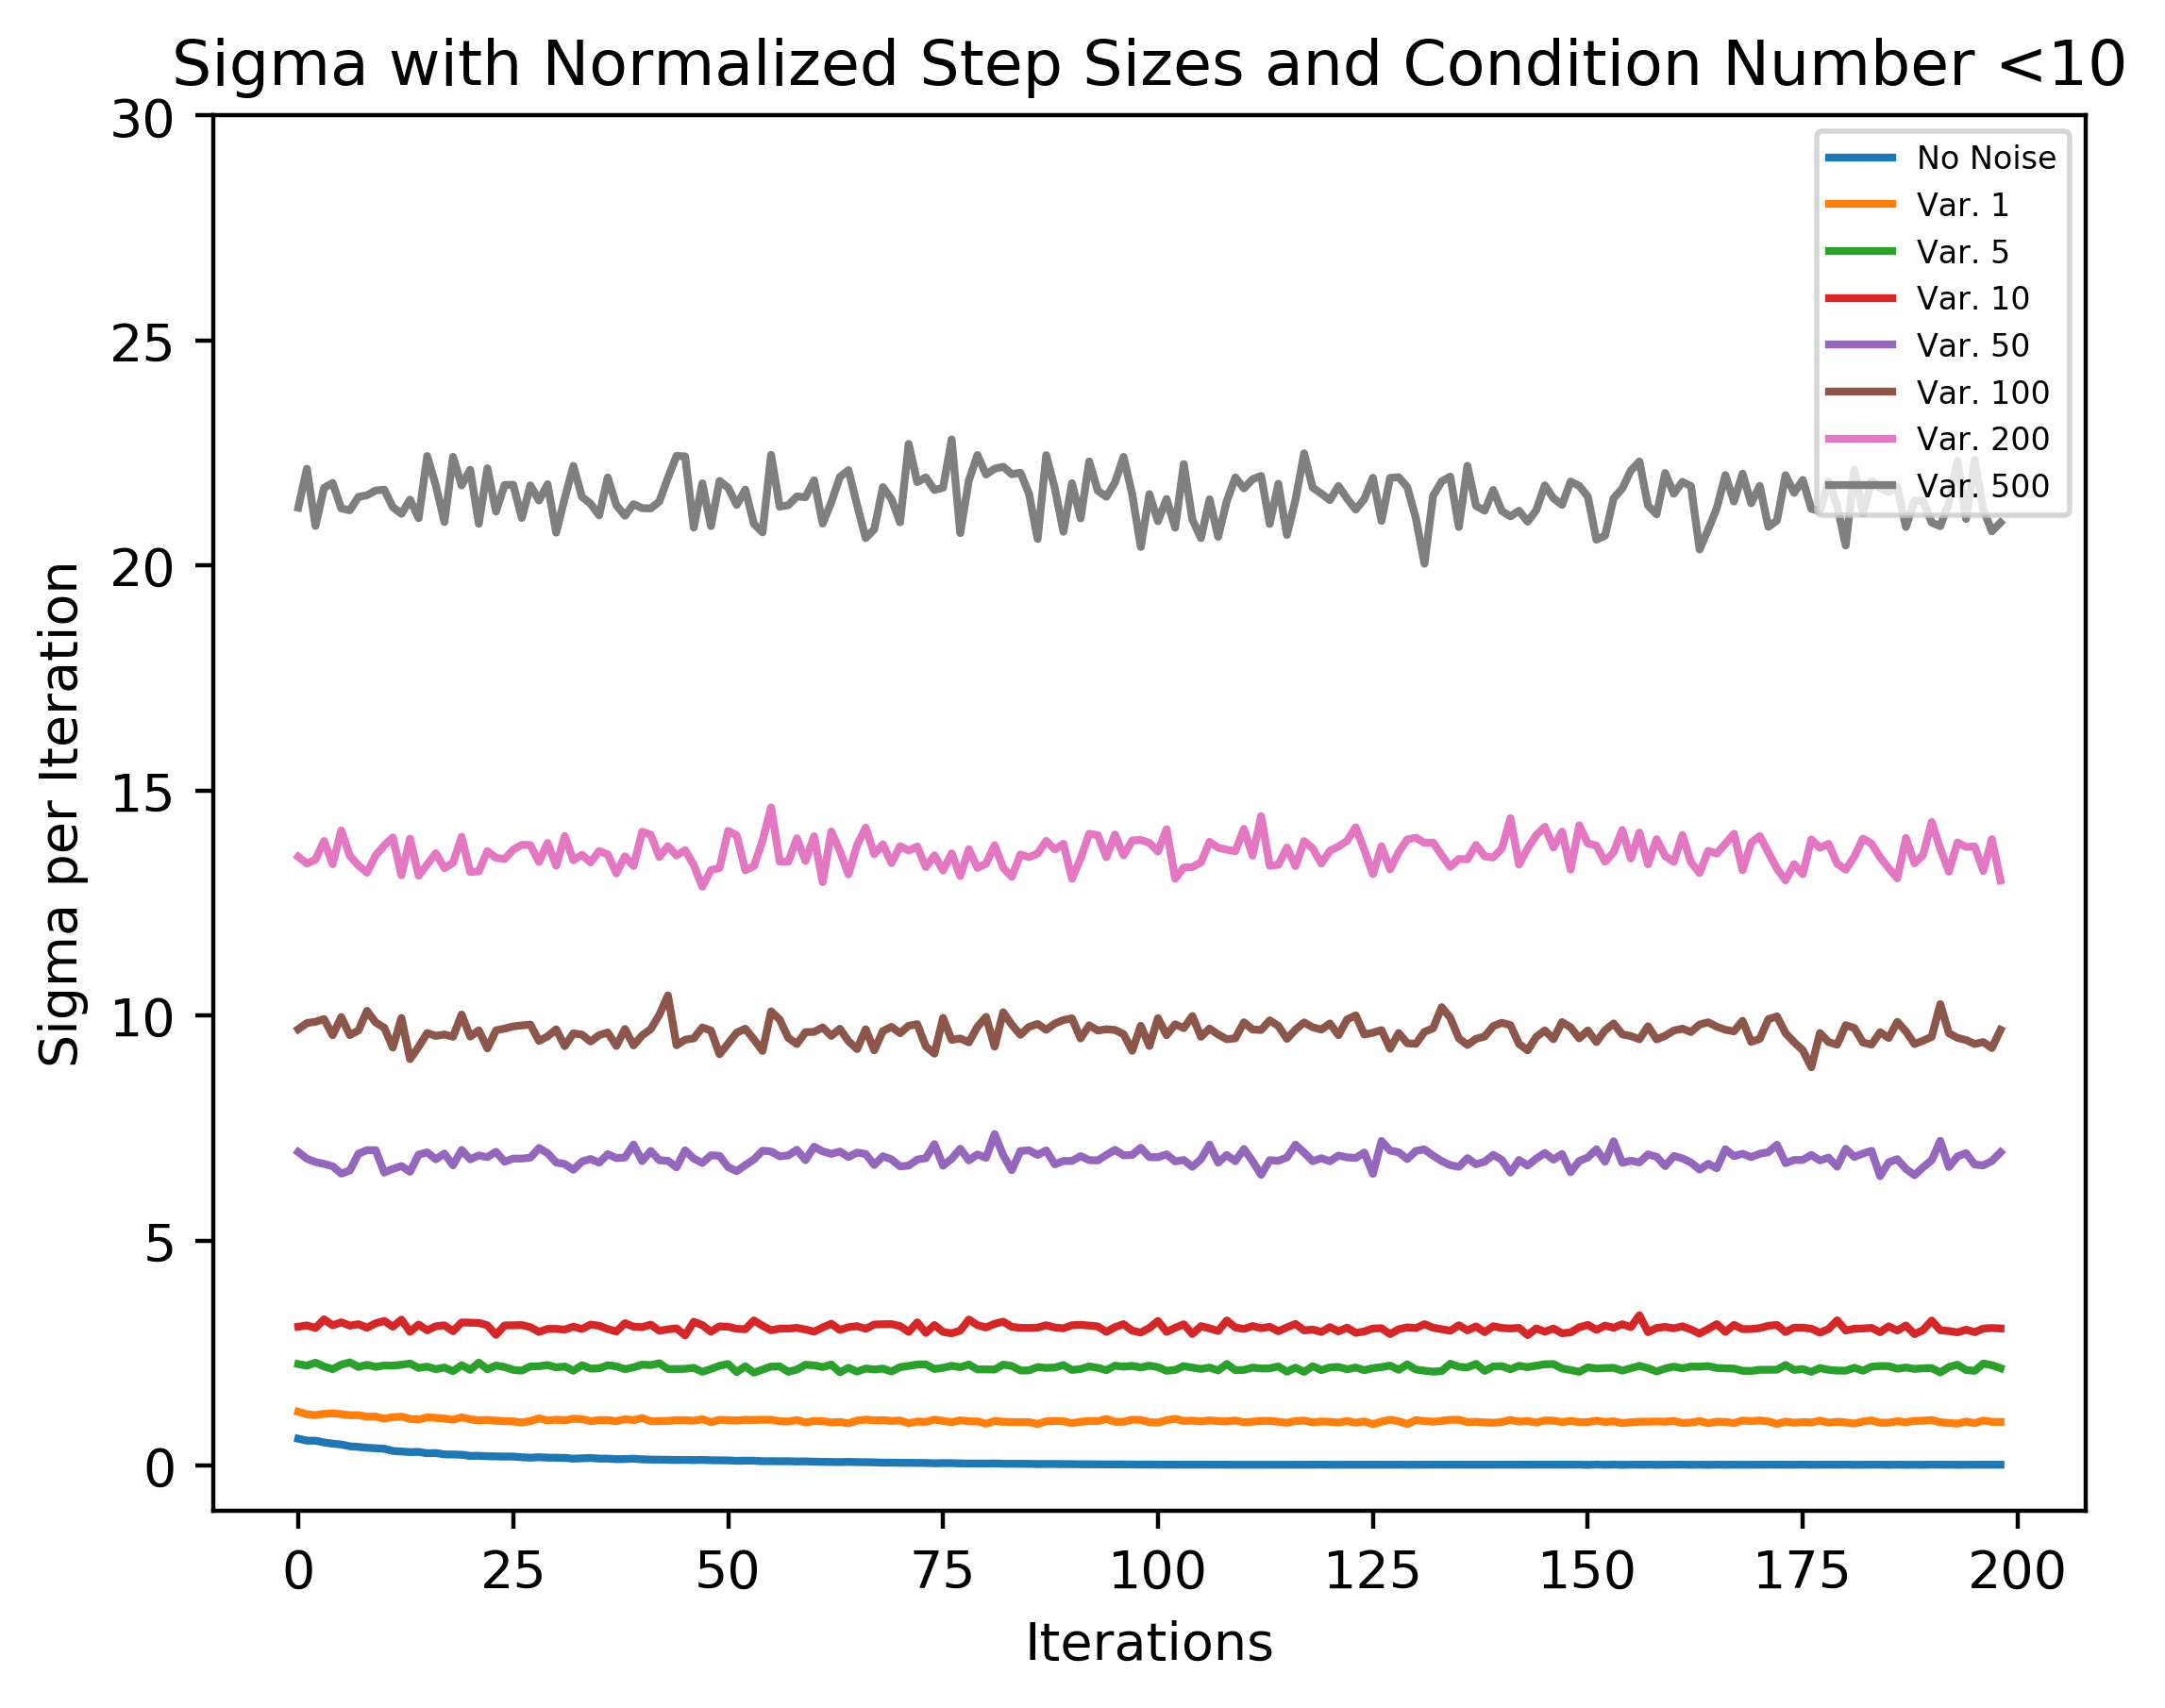 Sigma with Normalized Step Sizes and Condition Number <10
30
25
20
15
10
5
0
Sigma per Iteration
No Noise
Var. 1
Var. 5
Var. 10
Var. 50
Var. 100
Var. 200
Var. 500
0 25 50 75 100 125 150 175 200
Iterations